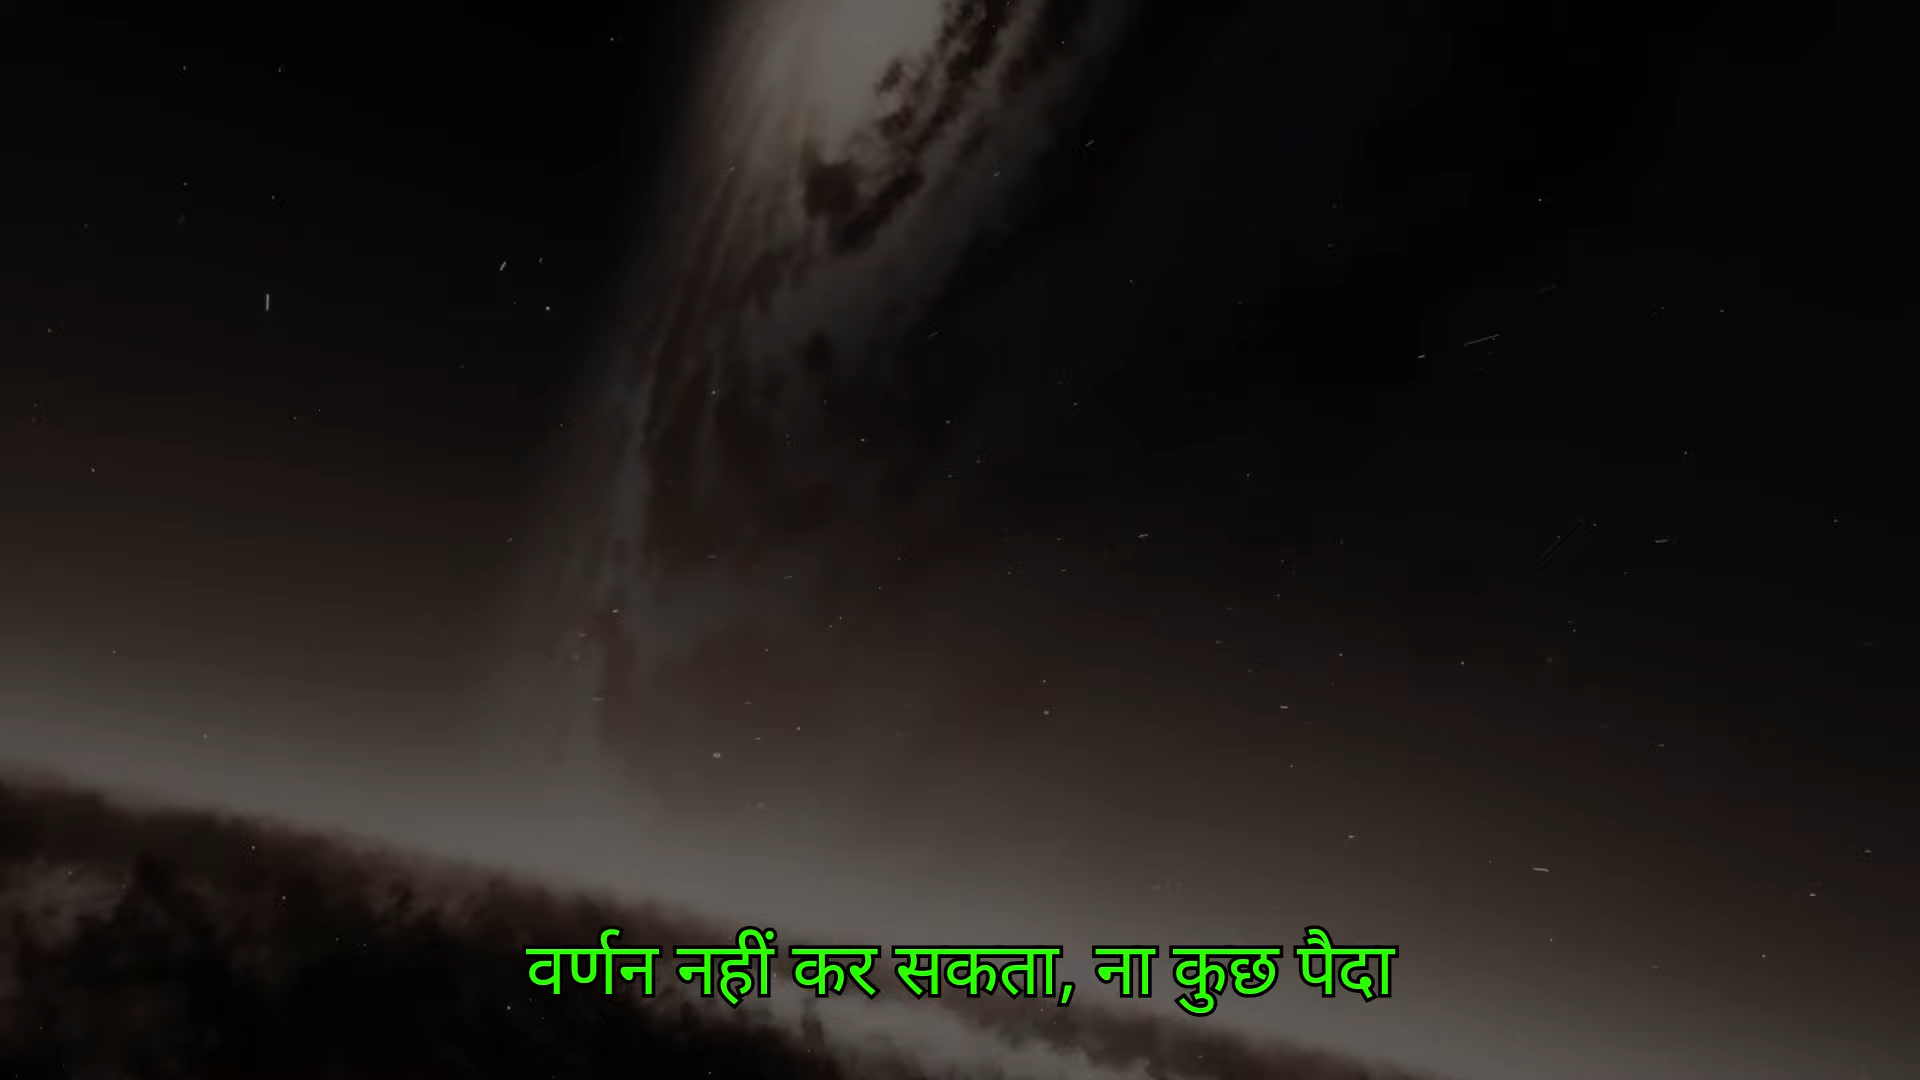 वर्णन नहीं कर सकता, ना कुछ पैदा